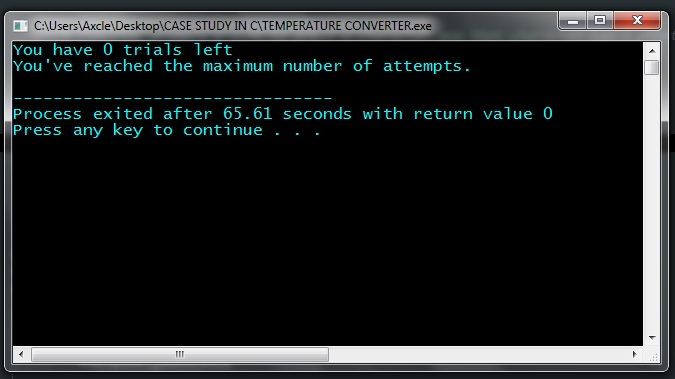 C:\Users\Axcle\Desktop\CASE STUDY IN C\TEMPERATURE CONVERTER.exe
You have 0 trials left
You've reached the maximum number of attempts.
--------------------------------
Process exited after 65.61 seconds with return value 0
Press any key to continue . . .